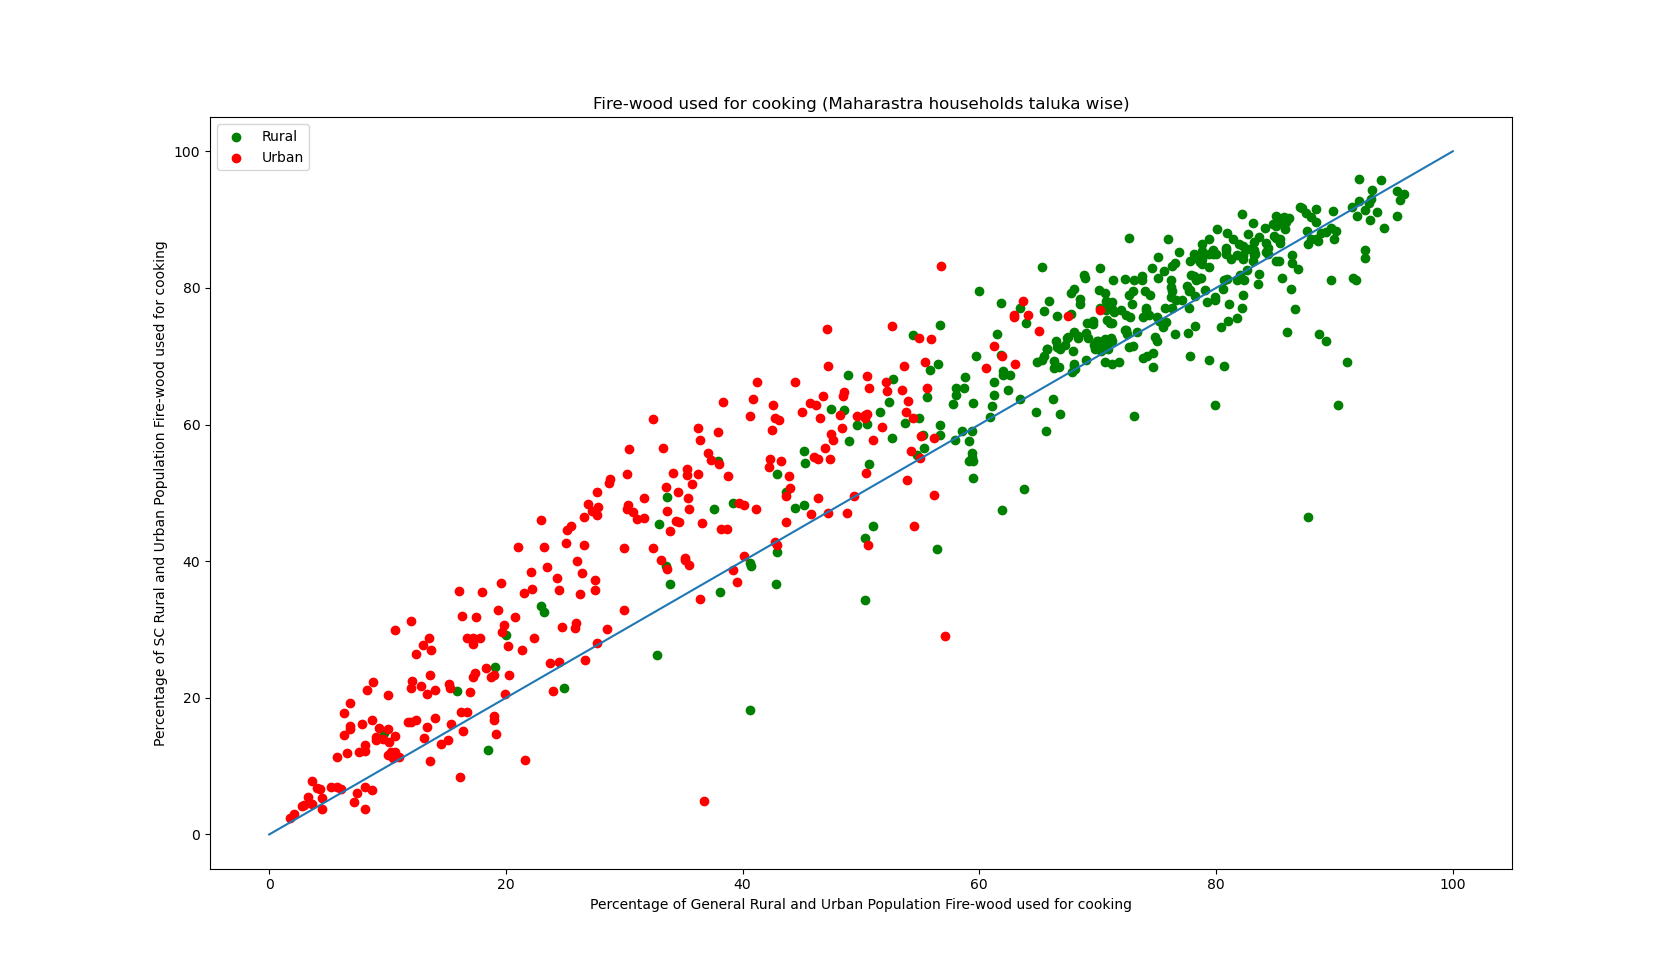 Fire-wood used for cooking (Maharastra households taluka wise)
Rural
Urban
Percentage of SC Rural and Urban Population Fire-wood used for cooking
100
80
60
40
20
0
0 20 40 60 80 100
Percentage of General Rural and Urban Population Fire-wood used for cooking